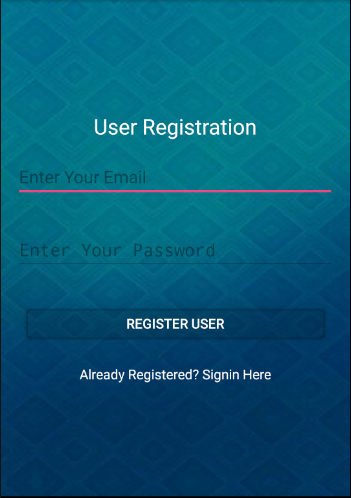 User Registration
Enter Your Email
Enter Your Password
REGISTER USER
Already Registered? Signin Here